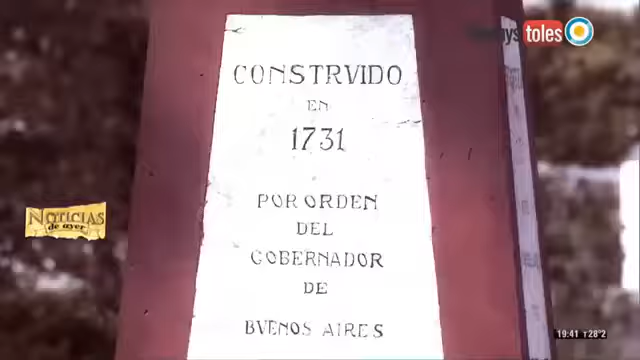 toles
CONSTRVIDO
EN
1731
POR ORDEN
DEL
GOBERNADOR
DE
BVENOS AIRES
NOTICIAS
de ayer
19:41 T28°2